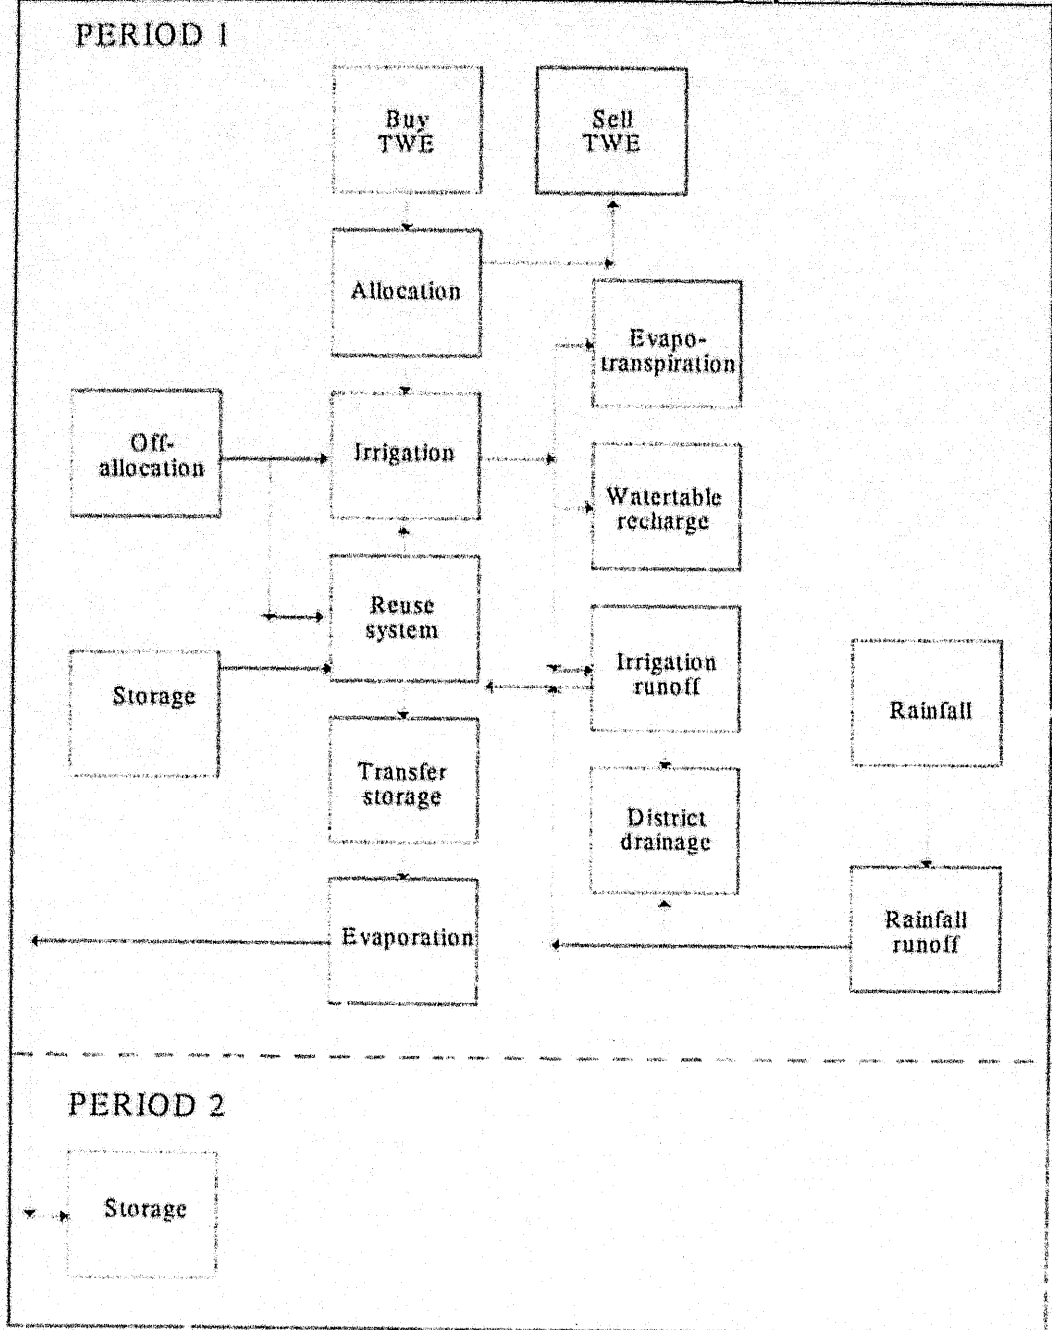 PERIOD 1
Buy
TWE
Sell
TWE
Allocation
Evapo-
transpiration
Off-
allocation
Irrigation
Watertable
recharge
Reuse
system
Irrigation
runoff
Storage
Rainfall
Transfer
storage
District
drainage
Evaporation
Rainfall
runoff
PERIOD 2
Storage